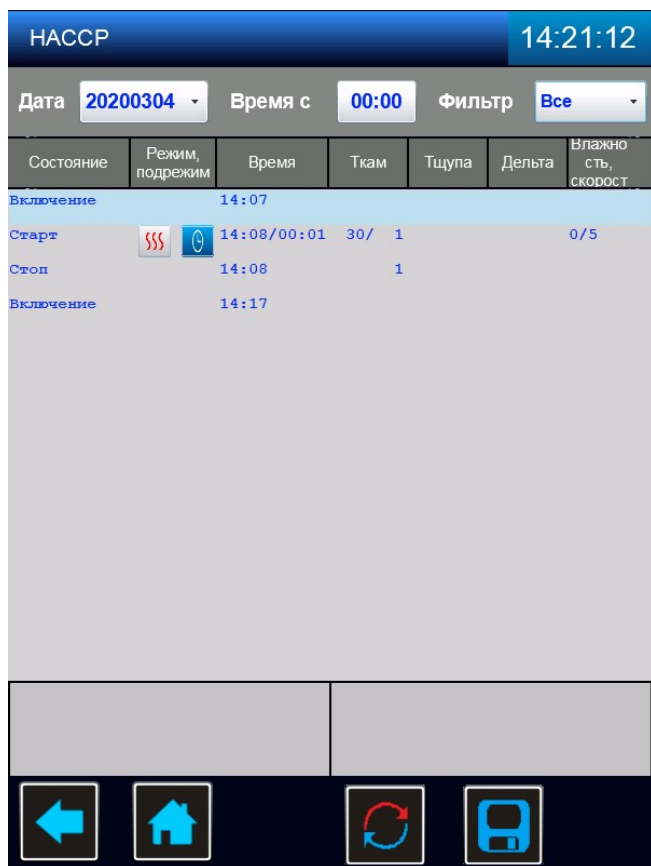 HACCP 14:21:12
Дата 20200304 Время с 00:00 Фильтр Все
Состояние Режим, подрежим Время Ткам Тщупа Дельта Влажно сть, скорост
Включение 14:07
Старт 14:08/00:01 30/ 1 0/5
Стоп 14:08 1
Включение 14:17